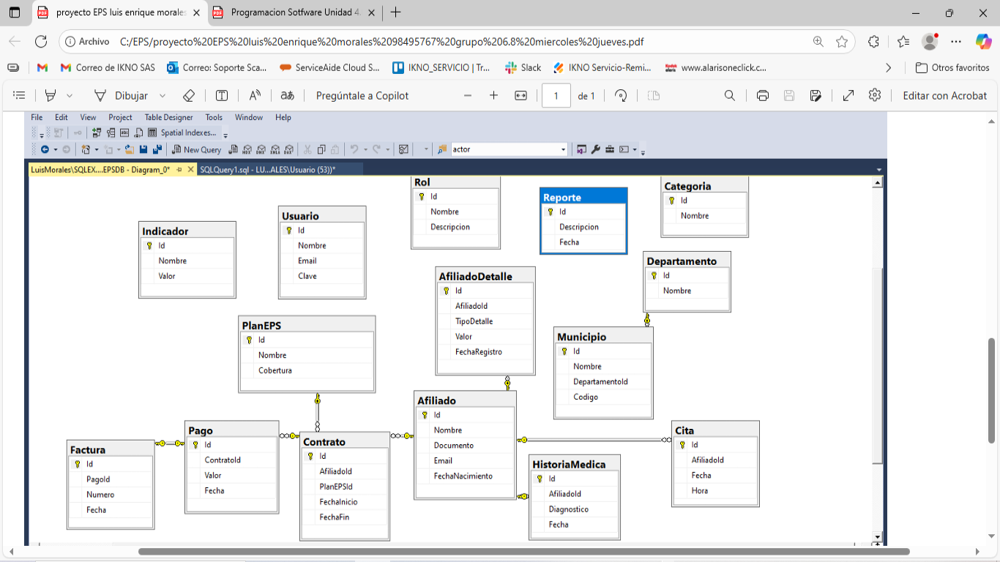 proyecto EPS luis enrique morales
Programacion Sotfware Unidad 4.
Archivo C:/EPS/proyecto%20EPS%20luis%20enrique%20morales%2098495767%20grupo%206.8%20miercoles%20jueves.pdf
Correo de IKNO SAS
Correo: Soporte Sca...
ServiceAide Cloud S...
IKNO_SERVICIO | Tr...
Slack
IKNO Servicio-Remi...
www.alarisoneclick.c...
Otros favoritos
Dibujar
Pregúntale a Copilot
1 de 1
Editar con Acrobat
File Edit View Project Table Designer Tools Window Help
Spatial Indexes...
New Query
actor
LuisMorales\SQLEX....EPSDB - Diagram_0*
SQLQuery1.sql - LU...ALES\Usuario (53))*
Rol
Id
Nombre
Descripcion
Reporte
Id
Descripcion
Fecha
Categoria
Id
Nombre
Indicador
Id
Nombre
Valor
Usuario
Id
Nombre
Email
Clave
AfiliadoDetalle
Id
AfiliadoId
TipoDetalle
Valor
FechaRegistro
Departamento
Id
Nombre
PlanEPS
Id
Nombre
Cobertura
Municipio
Id
Nombre
DepartamentoId
Codigo
Factura
Id
PagoId
Numero
Fecha
Pago
Id
ContratoId
Valor
Fecha
Contrato
Id
AfiliadoId
PlanEPSId
FechaInicio
FechaFin
Afiliado
Id
Nombre
Documento
Email
FechaNacimiento
HistoriaMedica
Id
AfiliadoId
Diagnostico
Fecha
Cita
Id
AfiliadoId
Fecha
Hora